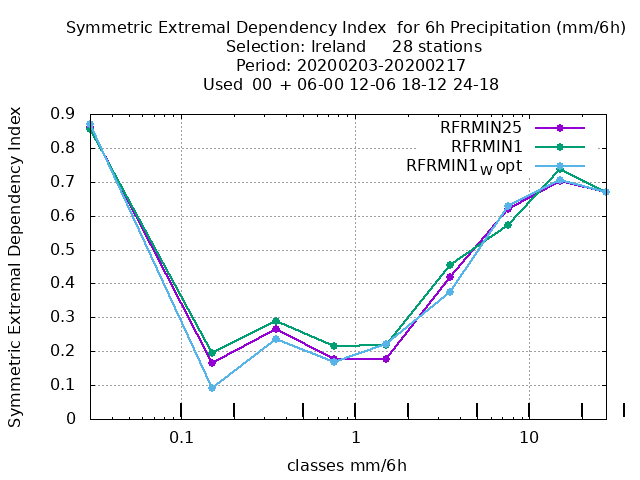 Symmetric Extremal Dependency Index  for 6h Precipitation (mm/6h)
Selection: Ireland     28 stations
Period: 20200203-20200217
Used  00  + 06-00 12-06 18-12 24-18
Symmetric Extremal Dependency Index
0.9
0.8
0.7
0.6
0.5
0.4
0.3
0.2
0.1
0
RFRMIN25
RFRMIN1
RFRMIN1w opt
0.1
1
10
classes mm/6h